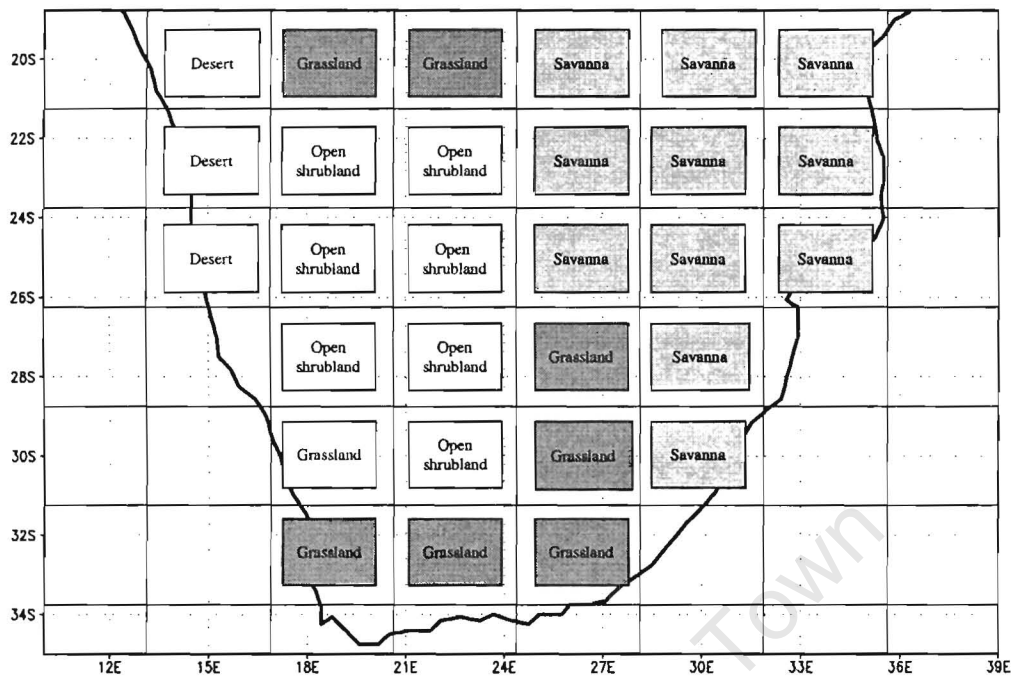 20S
Desert
Grassland
Grassland
Savanna
Savanna
Savanna
22S
Desert
Open
shrubland
Open
shrubland
Savanna
Savanna
Savanna
24S
Desert
Open
shrubland
Open
shrubland
Savanna
Savanna
Savanna
26S
Open
shrubland
Open
shrubland
Grassland
Savanna
28S
Grassland
Open
shrubland
Grassland
Savanna
30S
Grassland
Grassland
Grassland
32S
34S
Town
12E 15E 18E 21E 24E 27E 30E 33E 36E 39E